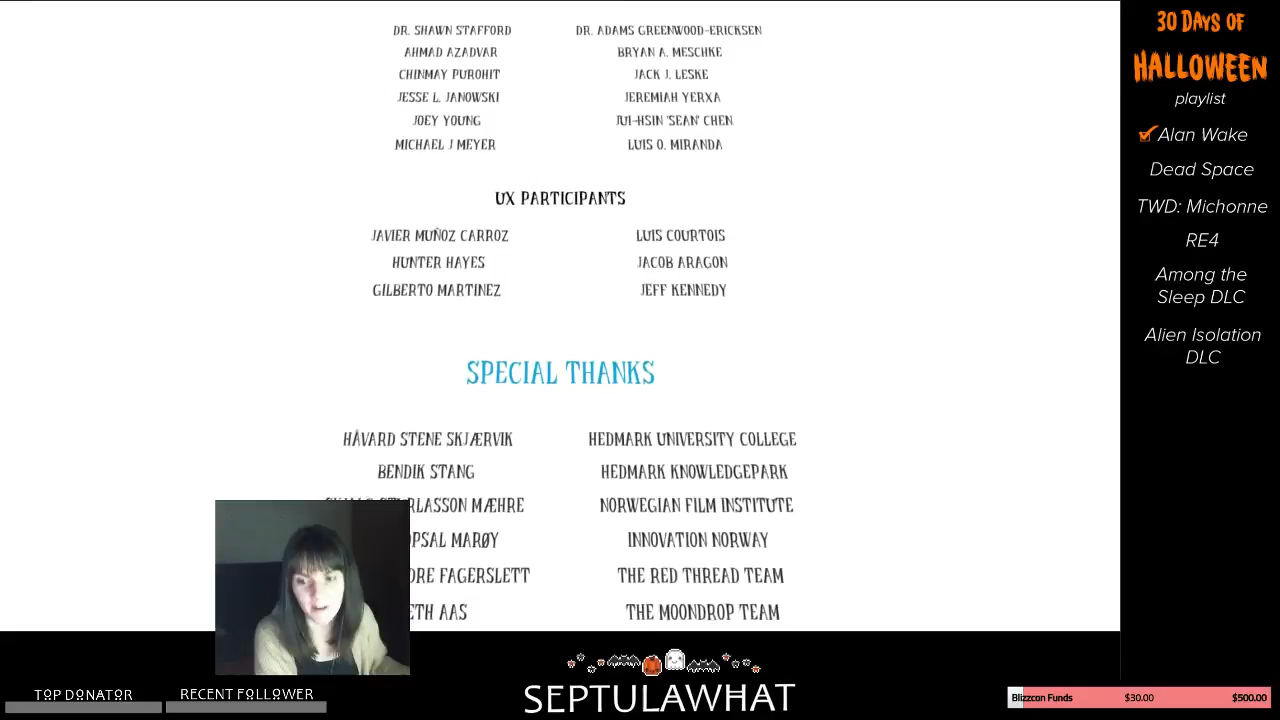 DR. SHAWN STAFFORD DR. ADAMS GREENWOOD-ERICKSEN
AHMAD AZADVAR BRYAN A. MESCHKE
CHINMAY PUROHIT JACK J. LESKE
JESSE L. JANOWSKI JEREMIAH YERXA
JOEY YOUNG JUI-HSIN 'SEAN' CHEN
MICHAEL J MEYER LUIS O. MIRANDA
UX PARTICIPANTS
JAVIER MUÑOZ CARROZ LUIS COURTOIS
HUNTER HAYES JACOB ARAGON
GILBERTO MARTINEZ JEFF KENNEDY
SPECIAL THANKS
HÅVARD STENE SKJÆRVIK HEDMARK UNIVERSITY COLLEGE
BENDIK STANG HEDMARK KNOWLEDGEPARK
MÆHRE NORWEGIAN FILM INSTITUTE
MARØY INNOVATION NORWAY
FAGERSLETT THE RED THREAD TEAM
AAS THE MOONDROP TEAM
30 DAYS OF
HALLOWEEN
playlist
Alan Wake
Dead Space
TWD: Michonne
RE4
Among the
Sleep DLC
Alien Isolation
DLC
TOP DONATOR RECENT FOLLOWER
SEPTULAWHAT
Blizzcon Funds $30.00 $500.00